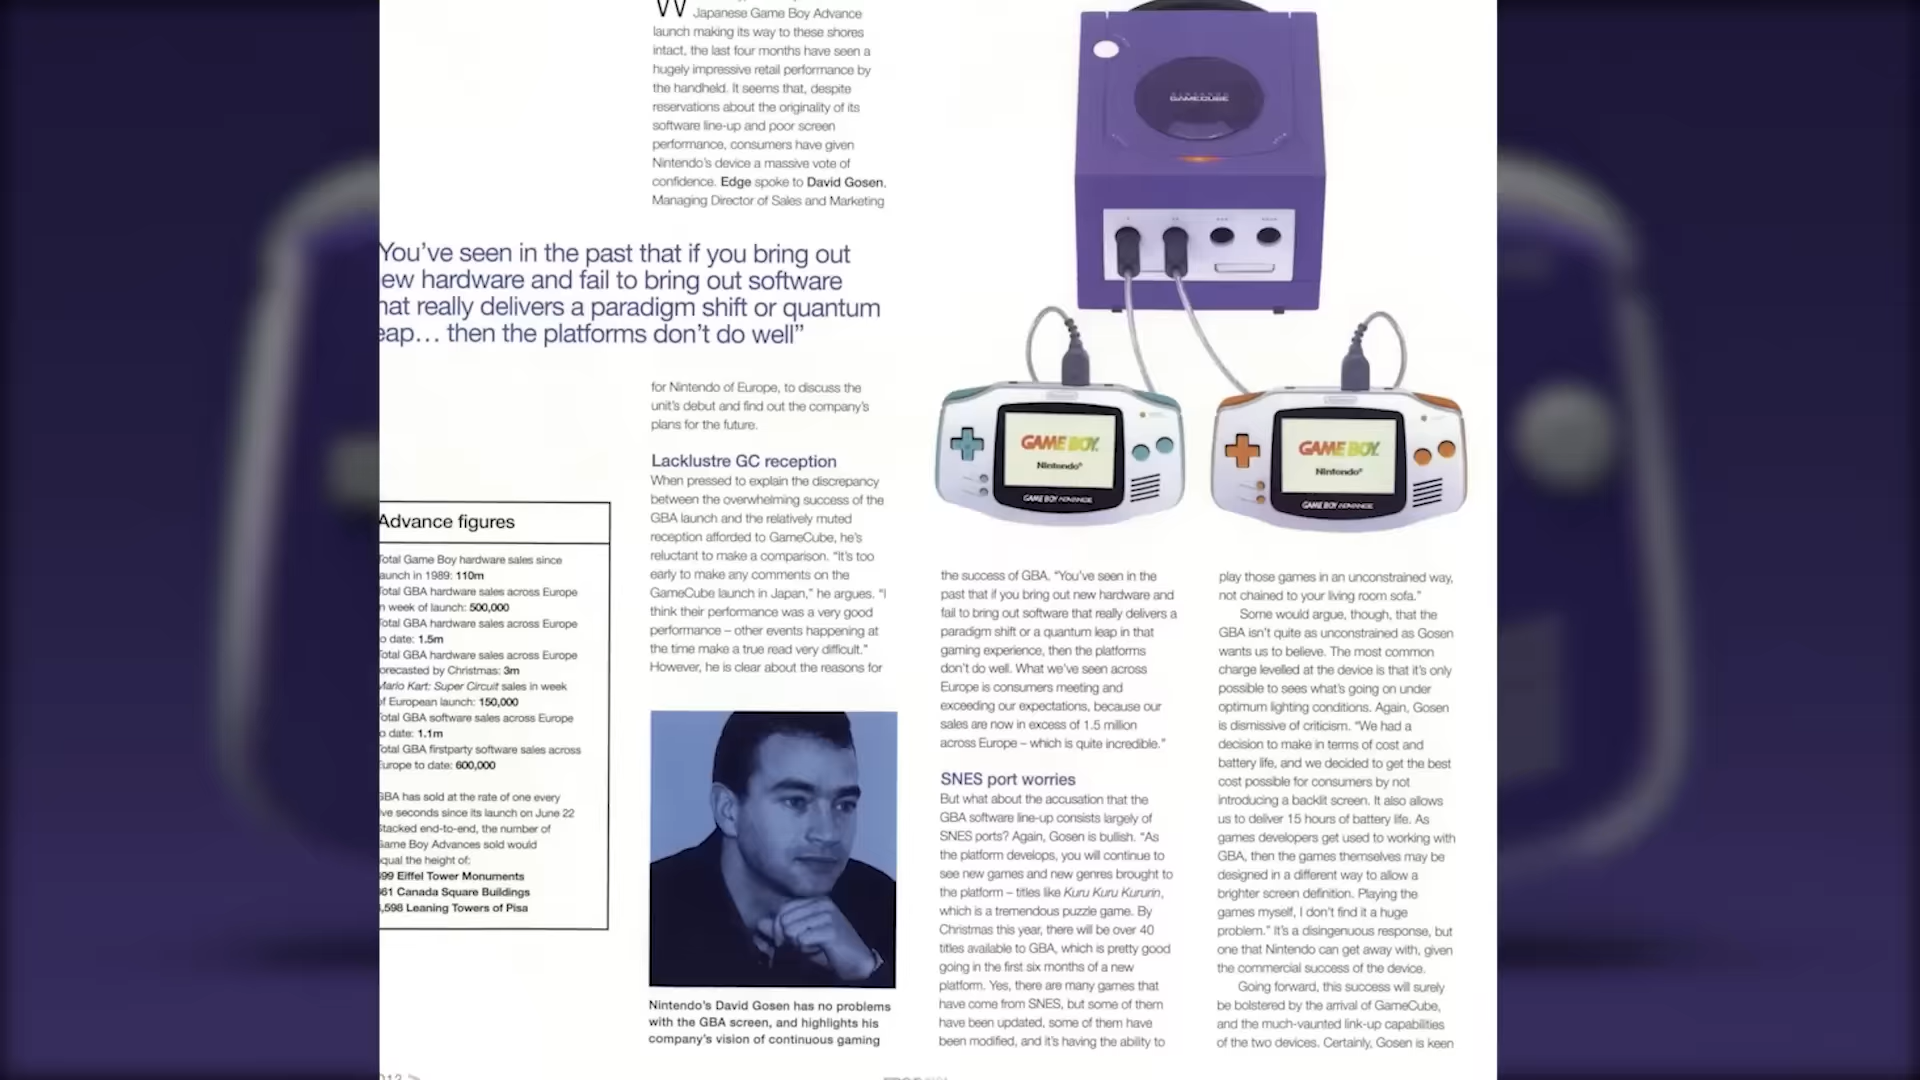 W
Japanese Game Boy Advance
launch making its way to these shores
intact, the last four months have seen a
hugely impressive retail performance by
the handheld. It seems that, despite
reservations about the originality of its
software line-up and poor screen
performance, consumers have given
Nintendo's device a massive vote of
confidence. Edge spoke to David Gosen,
Managing Director of Sales and Marketing
You've seen in the past that if you bring out
ew hardware and fail to bring out software
hat really delivers a paradigm shift or quantum
eap... then the platforms don't do well”
for Nintendo of Europe, to discuss the
unit's debut and find out the company's
plans for the future.
Lacklustre GC reception
When pressed to explain the discrepancy
between the overwhelming success of the
GBA launch and the relatively muted
reception afforded to GameCube, he's
reluctant to make a comparison. “It's too
early to make any comments on the
GameCube launch in Japan,” he argues. “I
think their performance was a very good
performance – other events happening at
the time make a true read very difficult.”
However, he is clear about the reasons for
Advance figures
Total Game Boy hardware sales since
aunch in 1989: 110m
Total GBA hardware sales across Europe
n week of launch: 500,000
Total GBA hardware sales across Europe
o date: 1.5m
Total GBA hardware sales across Europe
orecasted by Christmas: 3m
Mario Kart: Super Circuit sales in week
of European launch: 150,000
Total GBA software sales across Europe
o date: 1.1m
Total GBA firstparty software sales across
Europe to date: 600,000
GBA has sold at the rate of one every
ive seconds since its launch on June 22
Stacked end-to-end, the number of
Game Boy Advances sold would
equal the height of:
99 Eiffel Tower Monuments
61 Canada Square Buildings
,598 Leaning Towers of Pisa
Nintendo's David Gosen has no problems
with the GBA screen, and highlights his
company's vision of continuous gaming
NINTENDO
GAMECUBE
GAME BOY
Nintendo®
GAME BOY ADVANCE
GAME BOY
Nintendo®
GAME BOY ADVANCE
the success of GBA. “You've seen in the
past that if you bring out new hardware and
fail to bring out software that really delivers a
paradigm shift or a quantum leap in that
gaming experience, then the platforms
don't do well. What we've seen across
Europe is consumers meeting and
exceeding our expectations, because our
sales are now in excess of 1.5 million
across Europe – which is quite incredible.”
SNES port worries
But what about the accusation that the
GBA software line-up consists largely of
SNES ports? Again, Gosen is bullish. “As
the platform develops, you will continue to
see new games and new genres brought to
the platform – titles like Kuru Kuru Kururin,
which is a tremendous puzzle game. By
Christmas this year, there will be over 40
titles available to GBA, which is pretty good
going in the first six months of a new
platform. Yes, there are many games that
have come from SNES, but some of them
have been updated, some of them have
been modified, and it's having the ability to
play those games in an unconstrained way,
not chained to your living room sofa.”
Some would argue, though, that the
GBA isn't quite as unconstrained as Gosen
wants us to believe. The most common
charge levelled at the device is that it's only
possible to sees what's going on under
optimum lighting conditions. Again, Gosen
is dismissive of criticism. “We had a
decision to make in terms of cost and
battery life, and we decided to get the best
cost possible for consumers by not
introducing a backlit screen. It also allows
us to deliver 15 hours of battery life. As
games developers get used to working with
GBA, then the games themselves may be
designed in a different way to allow a
brighter screen definition. Playing the
games myself, I don't find it a huge
problem.” It's a disingenuous response, but
one that Nintendo can get away with, given
the commercial success of the device.
Going forward, this success will surely
be bolstered by the arrival of GameCube,
and the much-vaunted link-up capabilities
of the two devices. Certainly, Gosen is keen